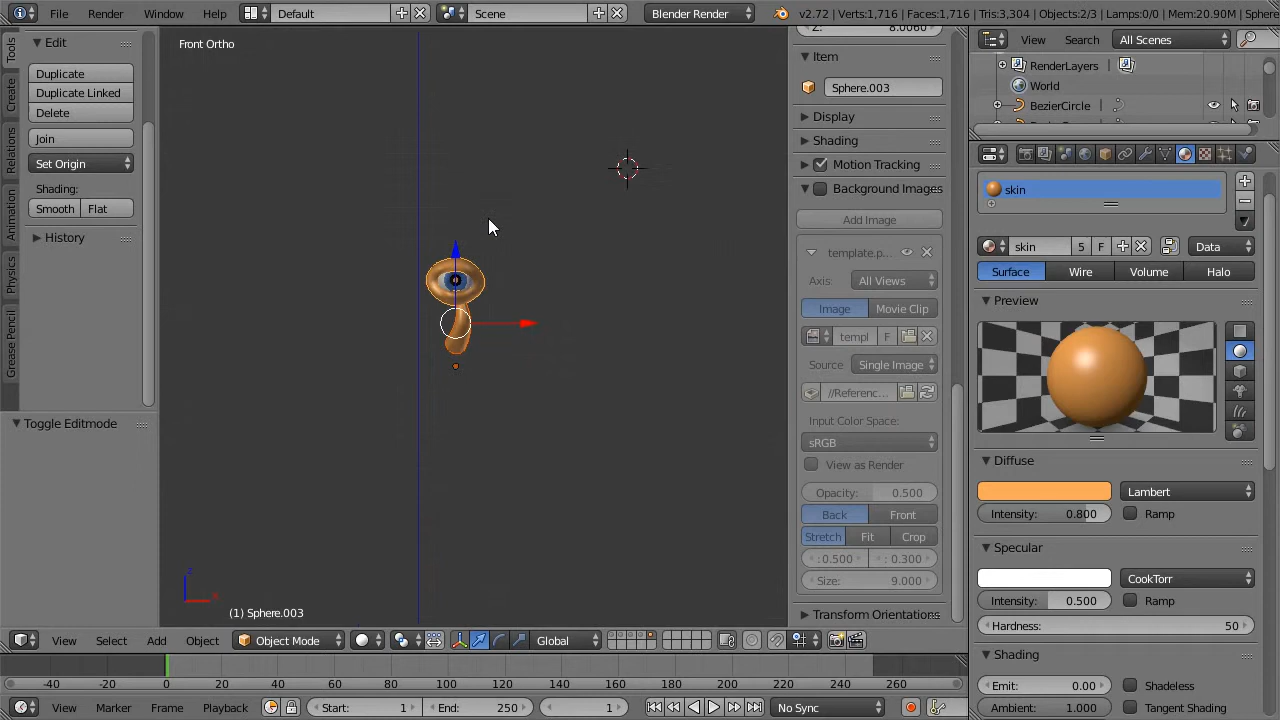 File Render Window Help Default Scene Blender Render v2.72 | Verts:1,716 | Faces:1,716 | Tris:3,304 | Objects:2/3 | Lamps:0/0 | Mem:20.90M | Sphere
Tools
Create
Relations
Animation
Physics
Grease Pencil
Edit
Duplicate
Duplicate Linked
Delete
Join
Set Origin
Shading:
Smooth Flat
History
Toggle Editmode
Front Ortho
z
x
(1) Sphere.003
Z: 8.0060
Item
Sphere.003
Display
Shading
Motion Tracking
Background Images
Add Image
template.p...
Axis: All Views
Image Movie Clip
templ F
Source Single Image
//Referenc...
Input Color Space:
sRGB
View as Render
Opacity: 0.500
Back Front
Stretch Fit Crop
: 0.500 : 0.300
Size: 9.000
Transform Orientations
View Search All Scenes
RenderLayers |
World
BezierCircle |
skin
skin 5 F Data
Surface Wire Volume Halo
Preview
Diffuse
Lambert
Intensity: 0.800 Ramp
Specular
CookTorr
Intensity: 0.500 Ramp
Hardness: 50
Shading
Emit: 0.00 Shadeless
Ambient: 1.000 Tangent Shading
View Select Add Object Object Mode Global
-40 -20 0 20 40 60 80 100 120 140 160 180 200 220 240 260
View Marker Frame Playback Start: 1 End: 250 1 No Sync